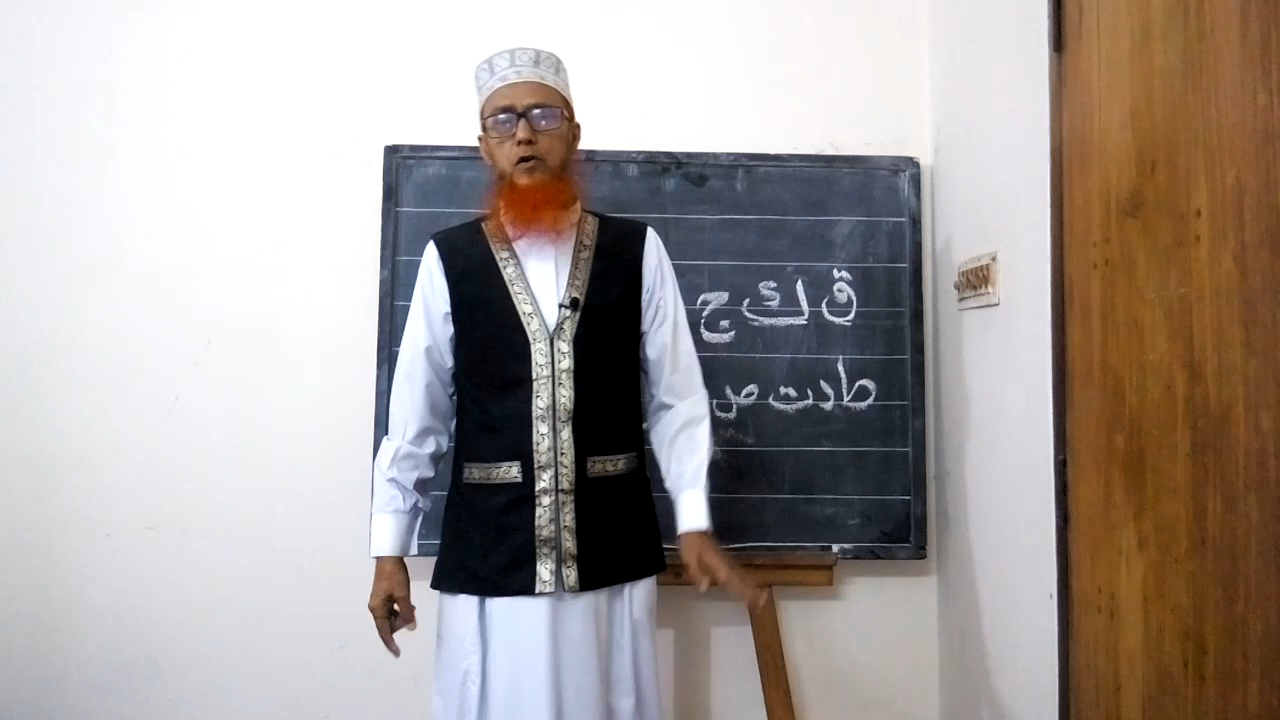 ق ك ج
ط د ت ص